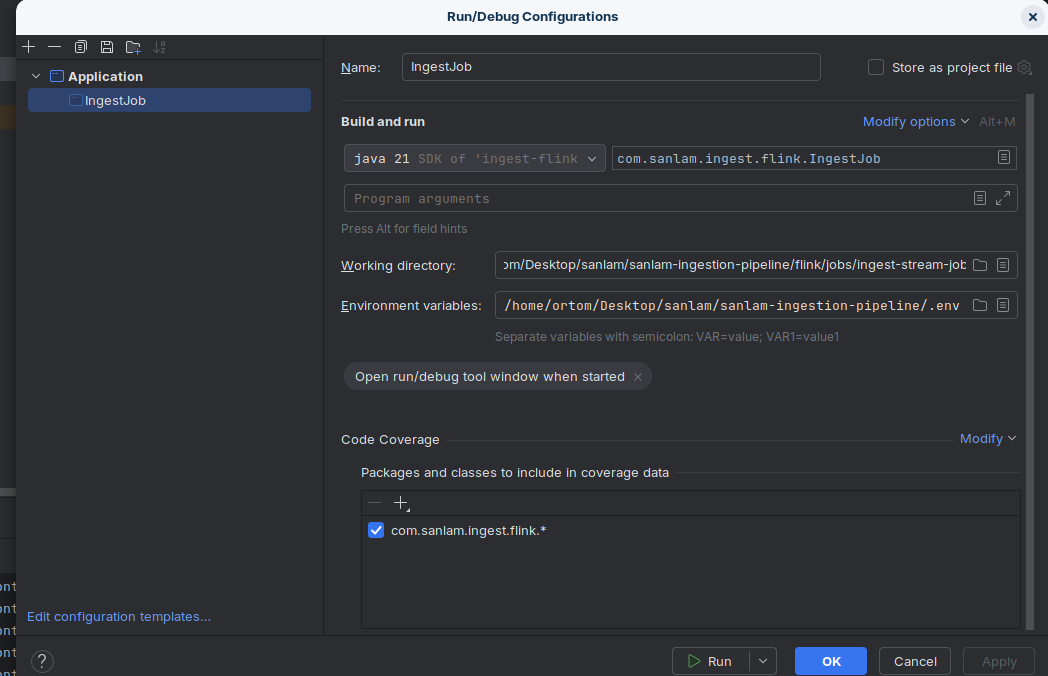 Run/Debug Configurations
Application
IngestJob
Edit configuration templates...
Name: IngestJob Store as project file
Build and run Modify options Alt+M
java 21 SDK of 'ingest-flink com.sanlam.ingest.flink.IngestJob
Program arguments
Press Alt for field hints
Working directory: om/Desktop/sanlam/sanlam-ingestion-pipeline/flink/jobs/ingest-stream-job
Environment variables: /home/ortom/Desktop/sanlam/sanlam-ingestion-pipeline/.env
Separate variables with semicolon: VAR=value; VAR1=value1
Open run/debug tool window when started
Code Coverage Modify
Packages and classes to include in coverage data
com.sanlam.ingest.flink.*
? Run OK Cancel Apply